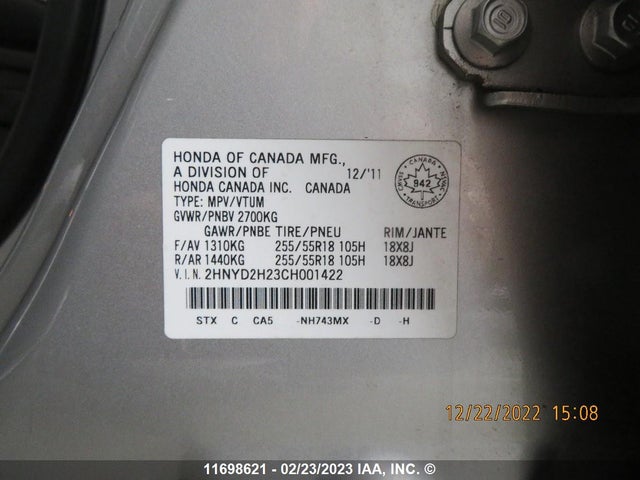 HONDA OF CANADA MFG.,
A DIVISION OF 12/'11
HONDA CANADA INC. CANADA
TYPE: MPV/VTUM
GVWR/PNBV 2700KG
GAWR/PNBE TIRE/PNEU RIM/JANTE
F/AV 1310KG 255/55R18 105H 18X8J
R/AR 1440KG 255/55R18 105H 18X8J
V.I.N. 2HNYD2H23CH001422
STX C CA5 -NH743MX -D -H
CANADA
942
TRANSPORT
12/22/2022 15:08
11698621 - 02/23/2023 IAA, INC. ©